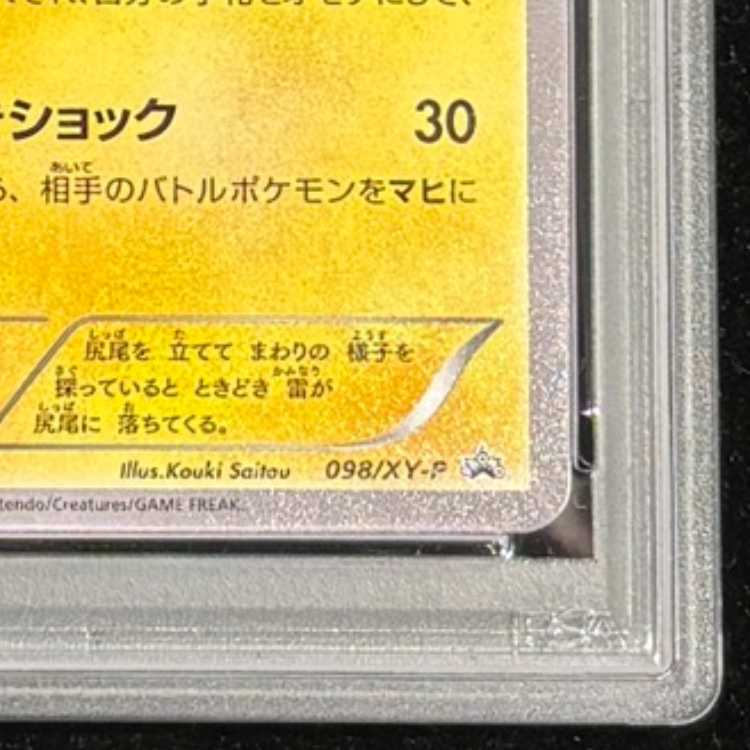 ショック 30
、相手のバトルポケモンをマヒに
尻尾を 立てて まわりの 様子を
探っていると ときどき 雷が
尻尾に 落ちてくる。
Illus.Kouki Saitou 098/XY-P
ntendo/Creatures/GAME FREAK.